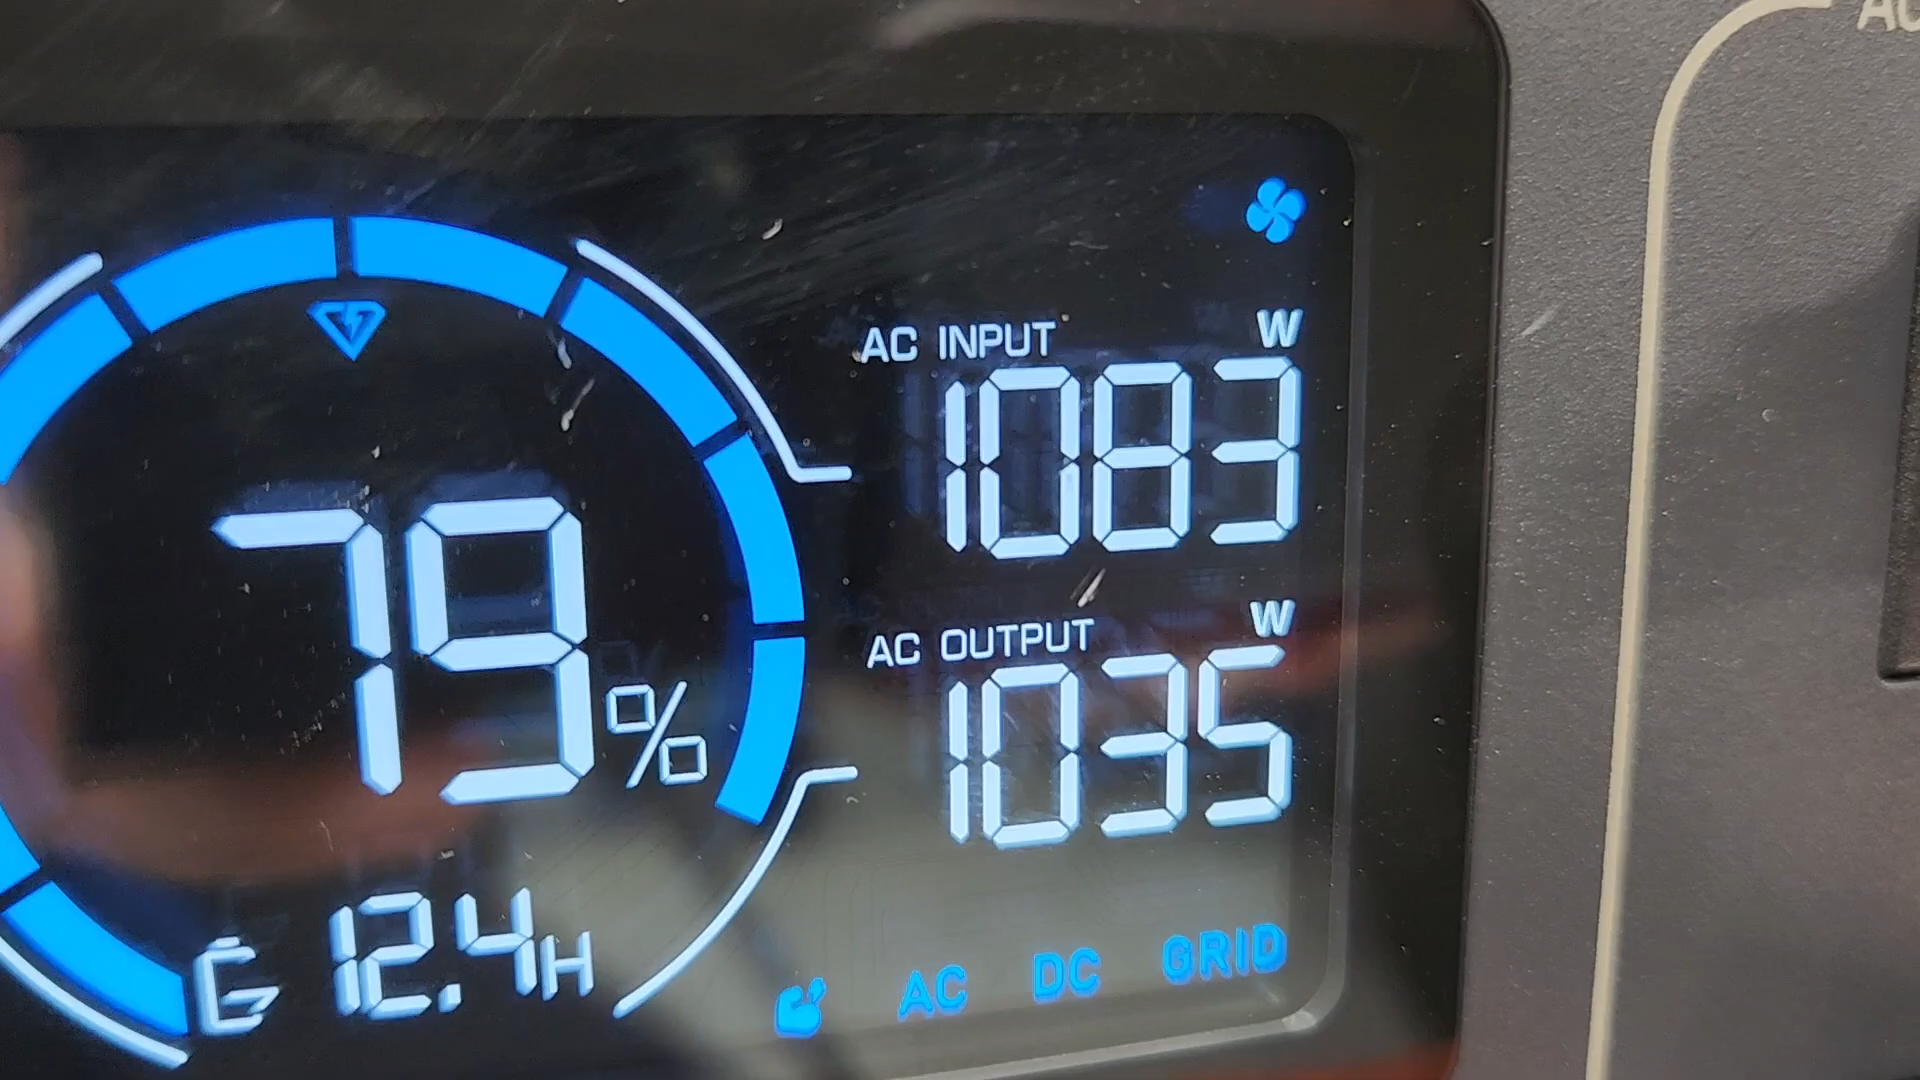 AC INPUT
1083 W
79%
AC OUTPUT
1035 W
12.4H
AC DC GRID